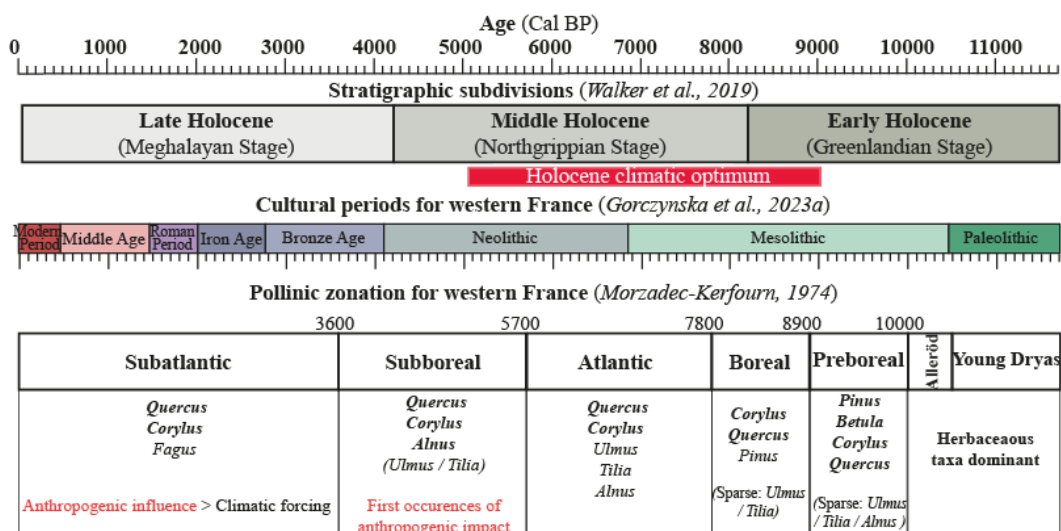 Age (Cal BP)
0 1000 2000 3000 4000 5000 6000 7000 8000 9000 10000 11000
Stratigraphic subdivisions (Walker et al., 2019)
Late Holocene Middle Holocene Early Holocene
(Meghalayan Stage) (Northgrippian Stage) (Greenlandian Stage)
Holocene climatic optimum
Cultural periods for western France (Gorczynska et al., 2023a)
Modern Period Middle Age Roman Period Iron Age Bronze Age Neolithic Mesolithic Paleolithic
Pollinic zonation for western France (Morzadec-Kerfourn, 1974)
3600 5700 7800 8900 10000
Subatlantic Subboreal Atlantic Boreal Preboreal Alleröd Young Dryas
Quercus
Corylus
Fagus
Anthropogenic influence > Climatic forcing
Quercus
Corylus
Alnus
(Ulmus / Tilia)
First occurences of
anthropogenic impact
Quercus
Corylus
Ulmus
Tilia
Alnus
Corylus
Quercus
Pinus
(Sparse: Ulmus
/ Tilia)
Pinus
Betula
Corylus
Quercus
(Sparse: Ulmus
/ Tilia / Alnus )
Herbaceaous
taxa dominant